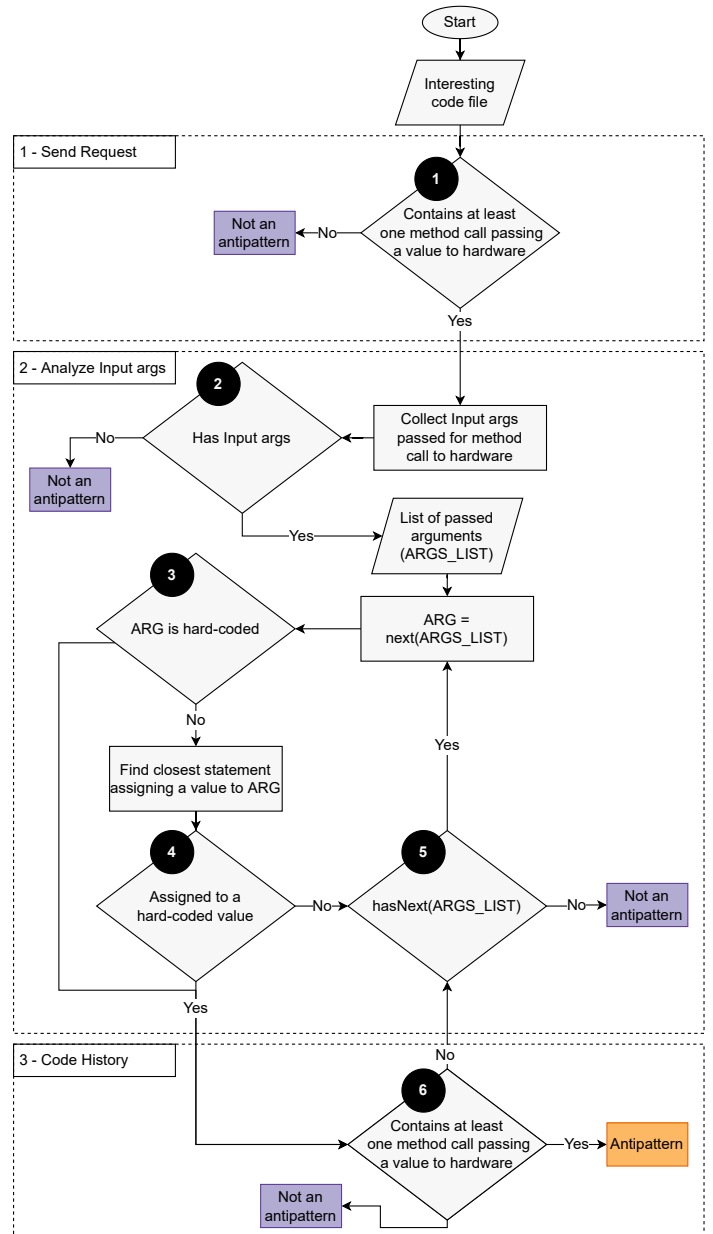 Start
Interesting
code file
1 - Send Request
1
Contains at least
one method call passing
a value to hardware
No
Not an
antipattern
Yes
2 - Analyze Input args
2
Has Input args
Collect Input args
passed for method
call to hardware
No
Not an
antipattern
Yes
List of passed
arguments
(ARGS_LIST)
3
ARG is hard-coded
ARG =
next(ARGS_LIST)
No
Yes
Find closest statement
assigning a value to ARG
4
Assigned to a
hard-coded value
No
5
hasNext(ARGS_LIST)
No
Not an
antipattern
Yes
3 - Code History
No
6
Contains at least
one method call passing
a value to hardware
Yes
Antipattern
Not an
antipattern